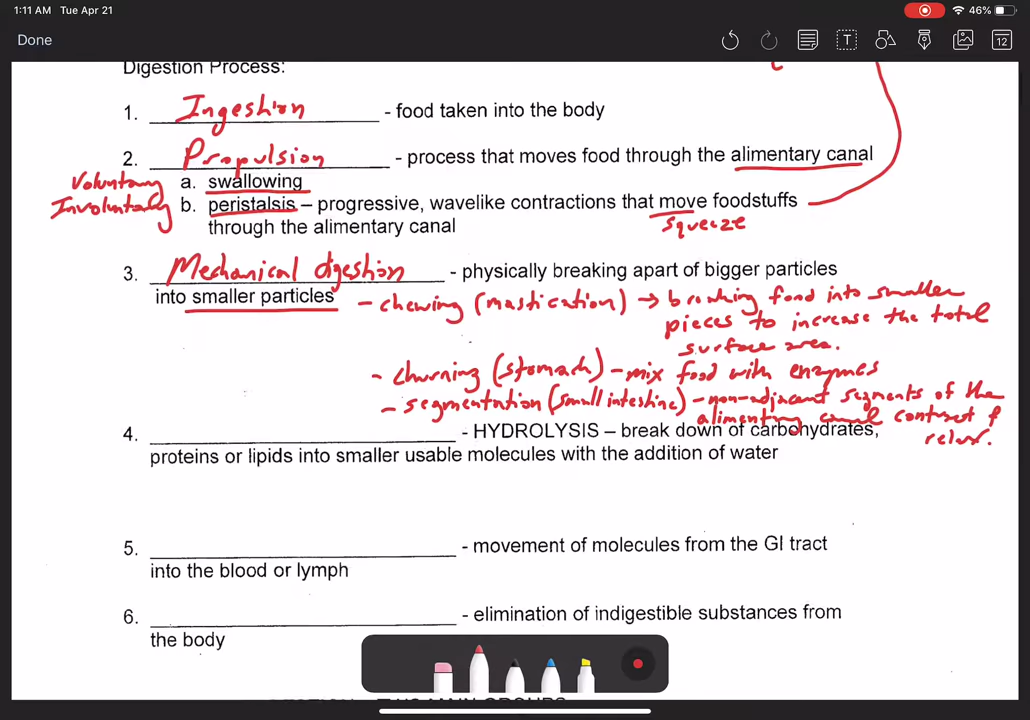 1:11 AM Tue Apr 21
46%
Done
T
12
Digestion Process:
1. Ingestion - food taken into the body
2. Propulsion - process that moves food through the alimentary canal
Voluntary a. swallowing
Involuntary b. peristalsis – progressive, wavelike contractions that move foodstuffs
squeeze
through the alimentary canal
3. Mechanical digestion - physically breaking apart of bigger particles
into smaller particles
- chewing (mastication) → breaking food into smaller
pieces to increase the total
surface area.
- churning (stomach) - mix food with enzymes
- segmentation (small intestine) - non-adjacent segments of the
alimentary canal contract &
relax.
4. - HYDROLYSIS – break down of carbohydrates,
proteins or lipids into smaller usable molecules with the addition of water
5. - movement of molecules from the GI tract
into the blood or lymph
6. - elimination of indigestible substances from
the body